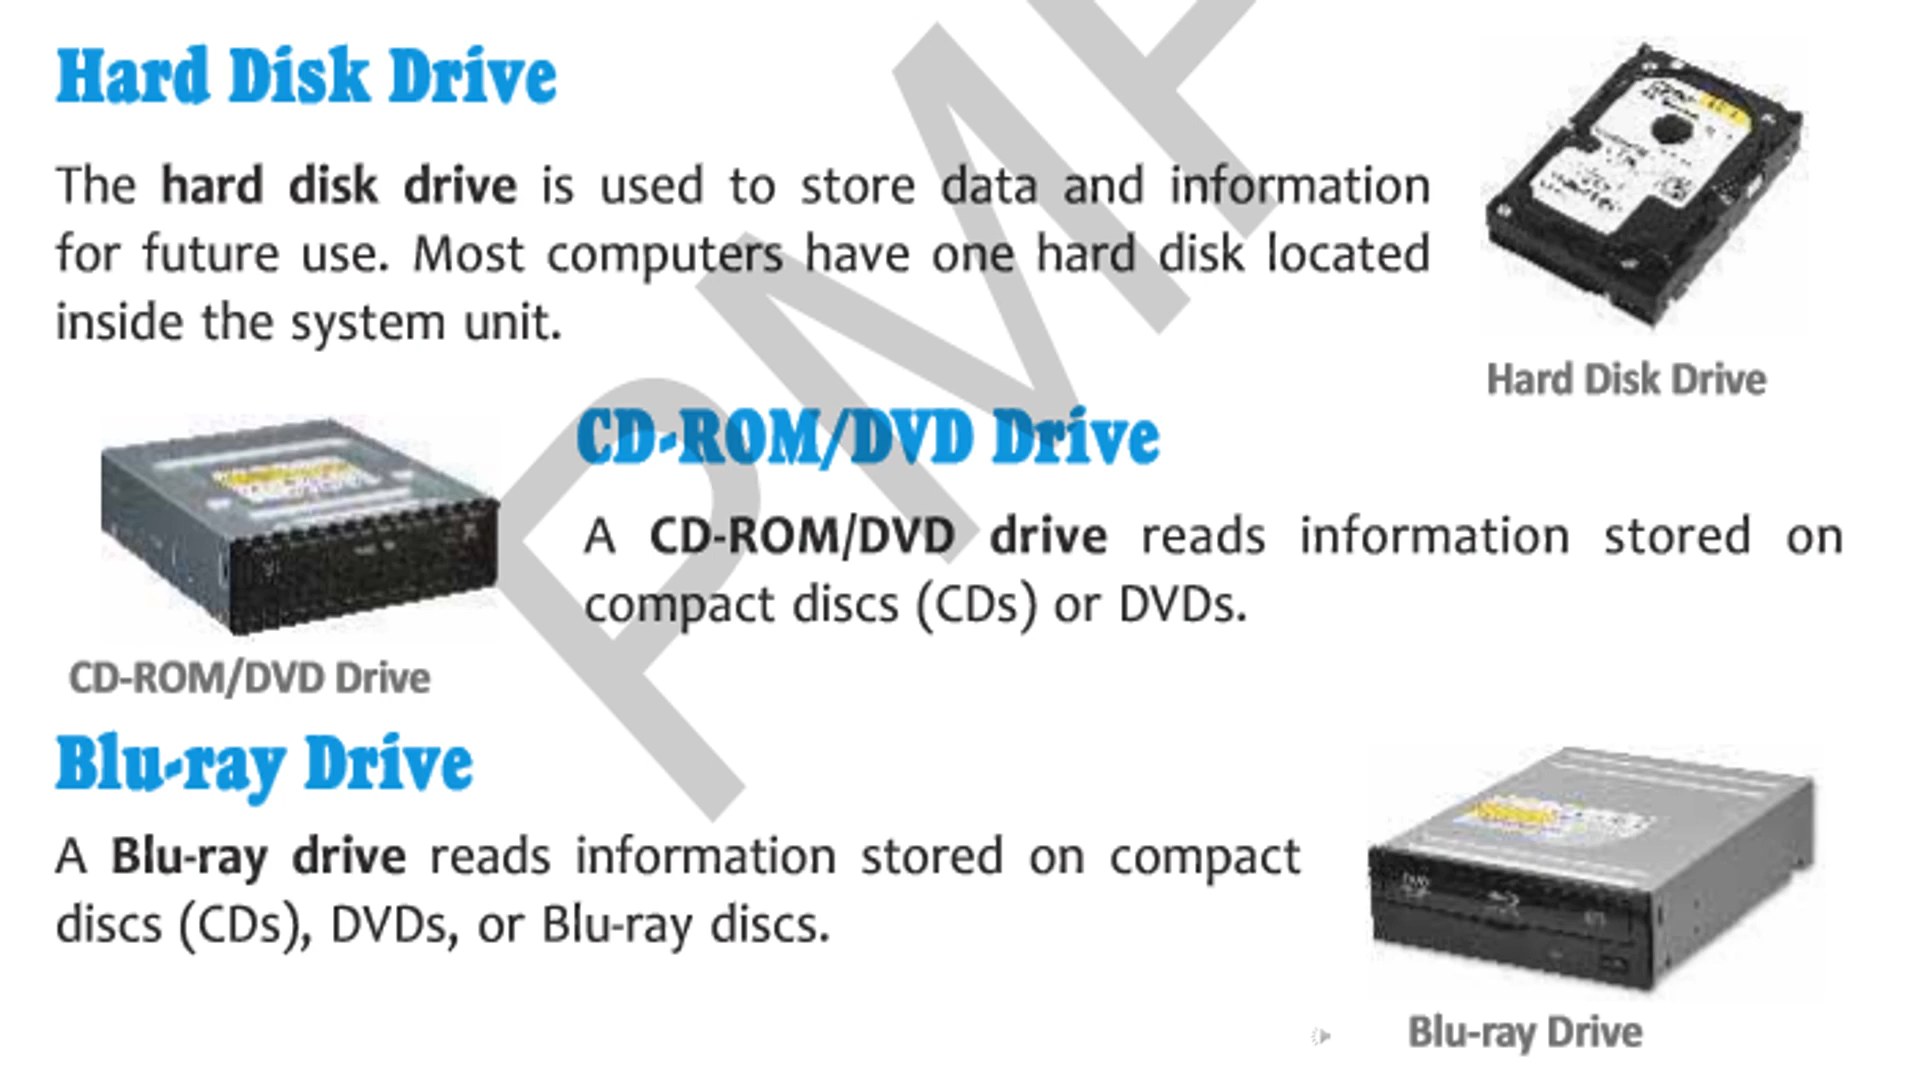 Hard Disk Drive
The hard disk drive is used to store data and information
for future use. Most computers have one hard disk located
inside the system unit.
Hard Disk Drive
CD-ROM/DVD Drive
A CD-ROM/DVD drive reads information stored on
compact discs (CDs) or DVDs.
CD-ROM/DVD Drive
Blu-ray Drive
A Blu-ray drive reads information stored on compact
discs (CDs), DVDs, or Blu-ray discs.
Blu-ray Drive